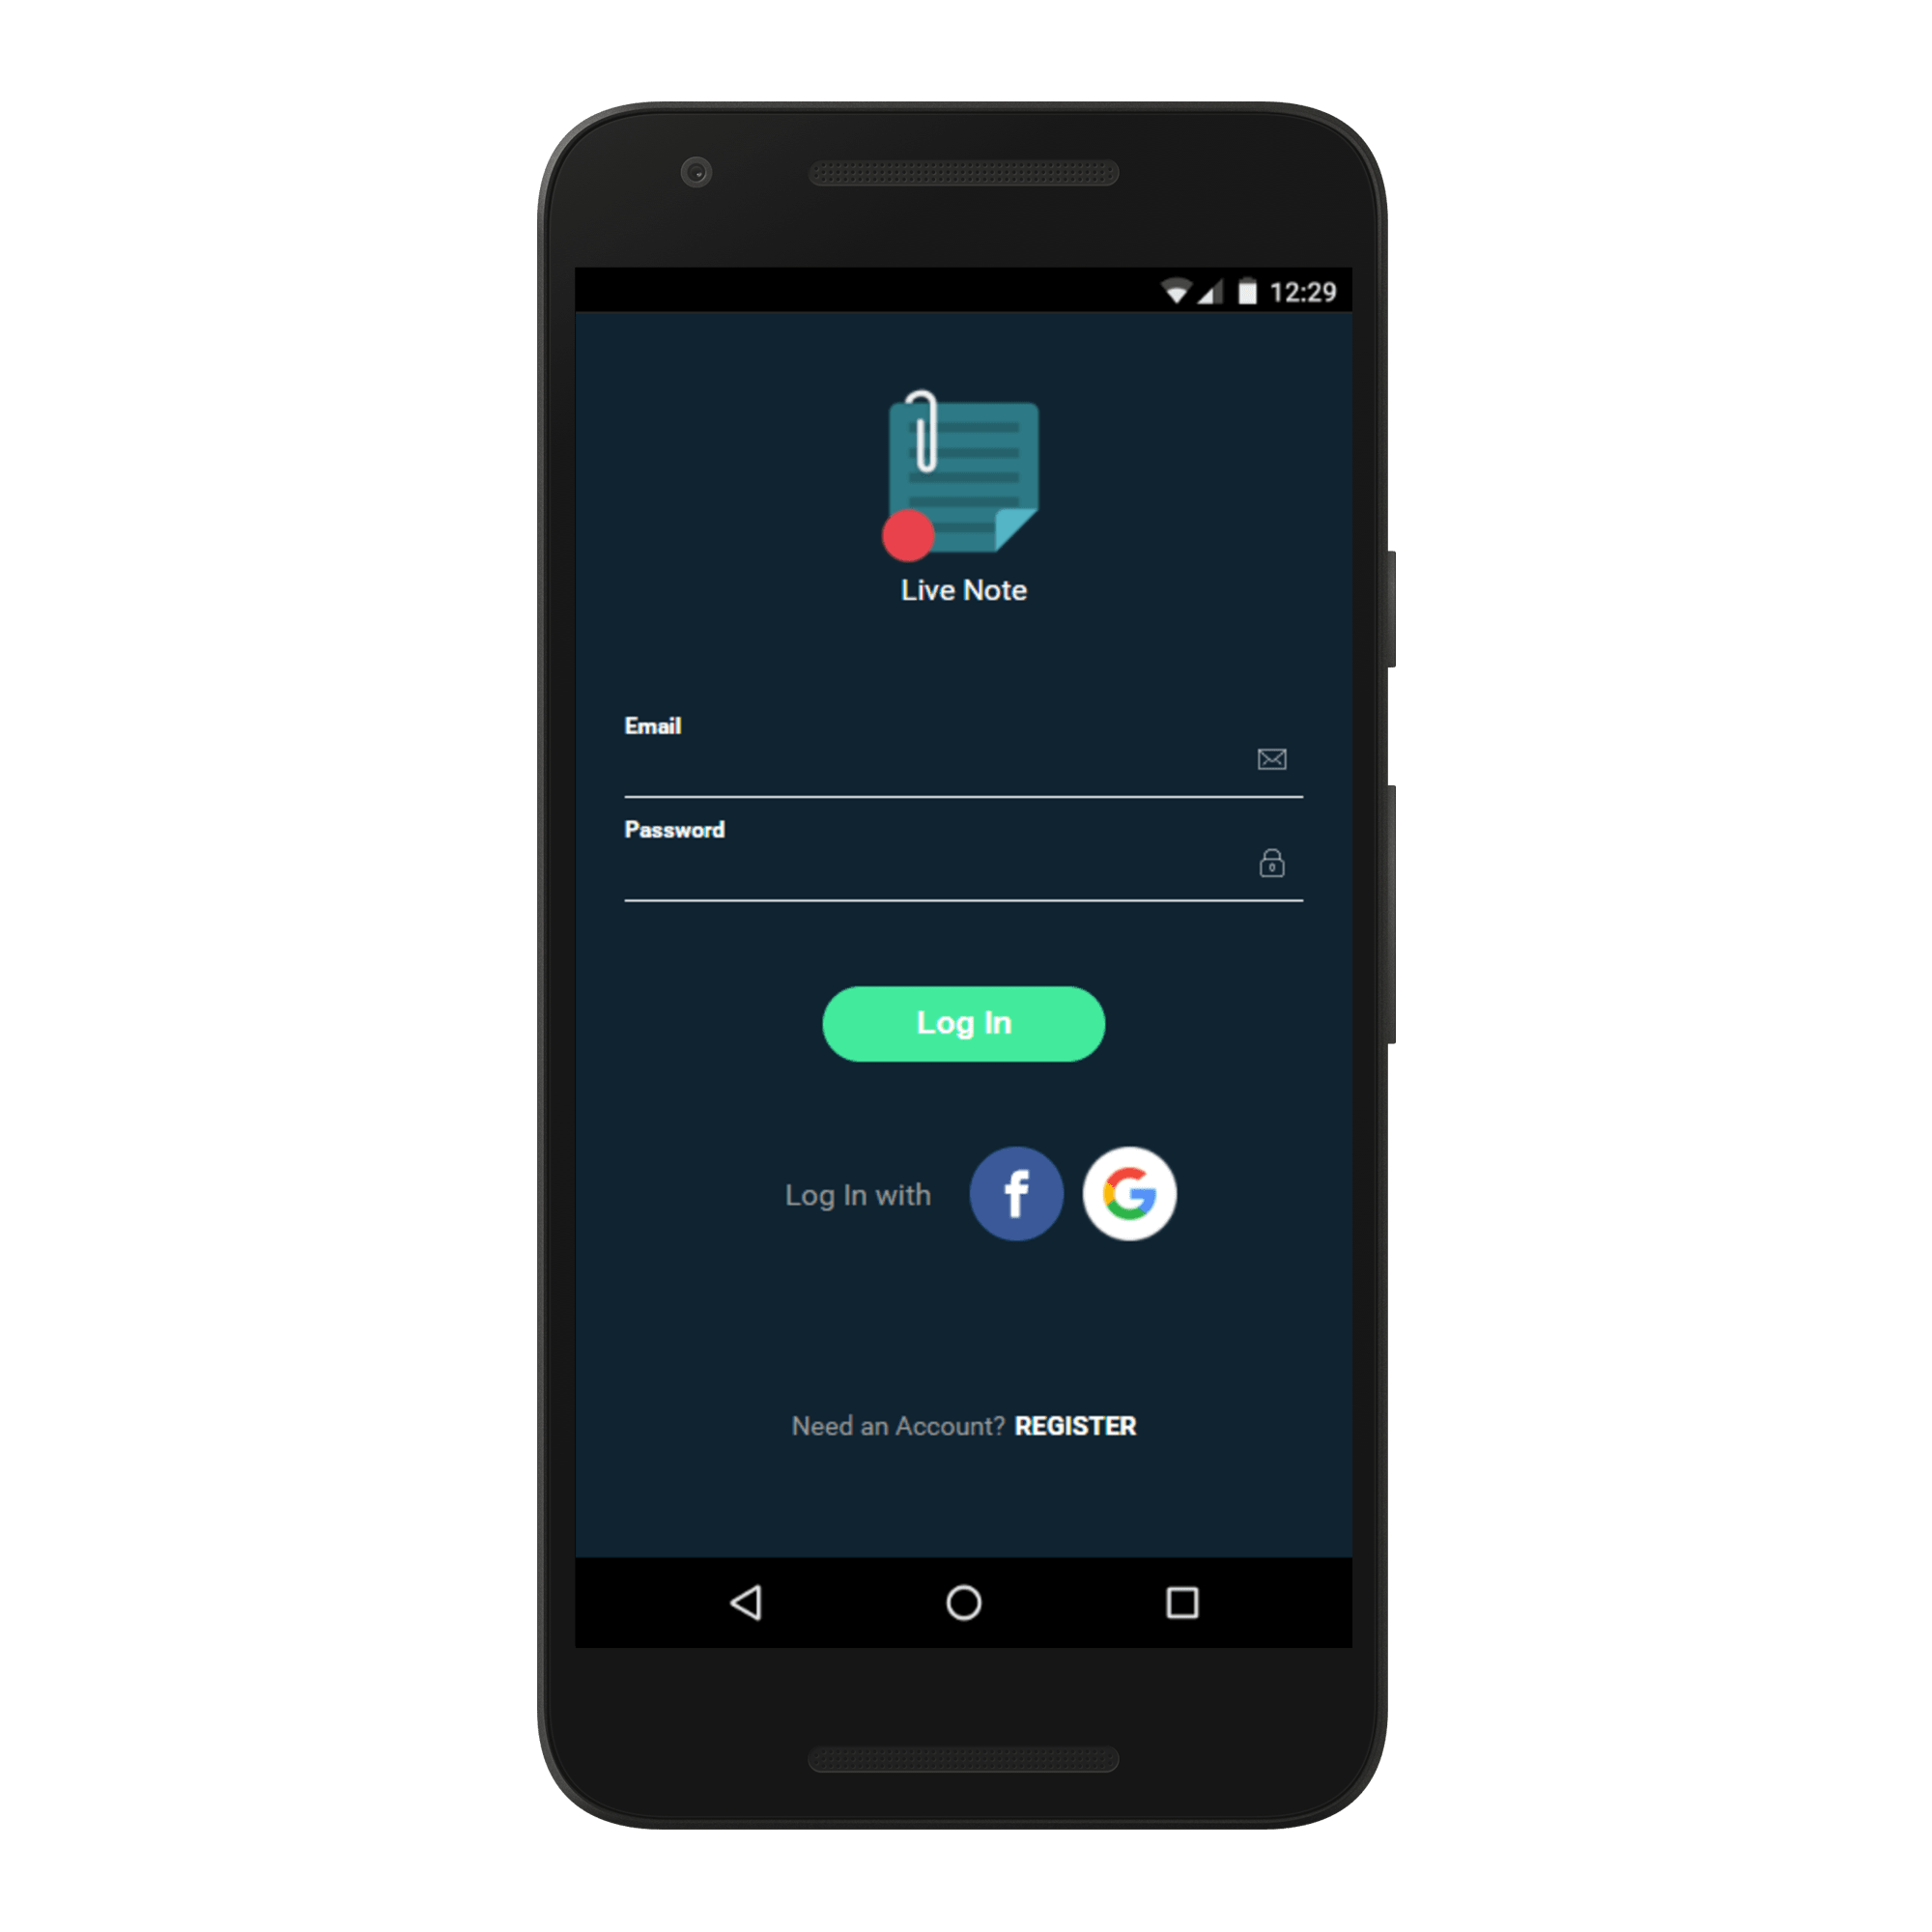 12:29
Live Note
Email
Password
Log In
Log In with
Need an Account? REGISTER